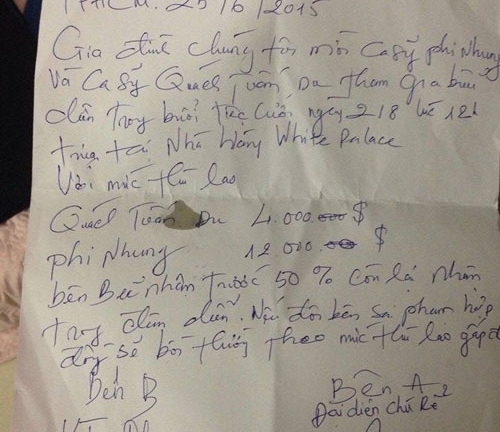 TPHCM. 25/6/2015
Gia đình chúng tôi mời Ca sỹ phi Nhung
Và Ca Sỹ Quách Tuấn Du tham gia biểu
diễn Trong buổi Tiệc Cưới ngày 2/8 lúc 12h
trưa tại Nhà hàng White Palace
Với mức thù lao
Quách Tuấn Du 4.000.000 $
phi Nhung 12.000.000 $
bên B sẽ nhận trước 50% còn lại nhận
trong đêm diễn. Nếu đôi bên sai phạm hợp
đồng sẽ bồi thường theo mức thù lao gấp
Bên B Bên A
Đại diện Chú Rể